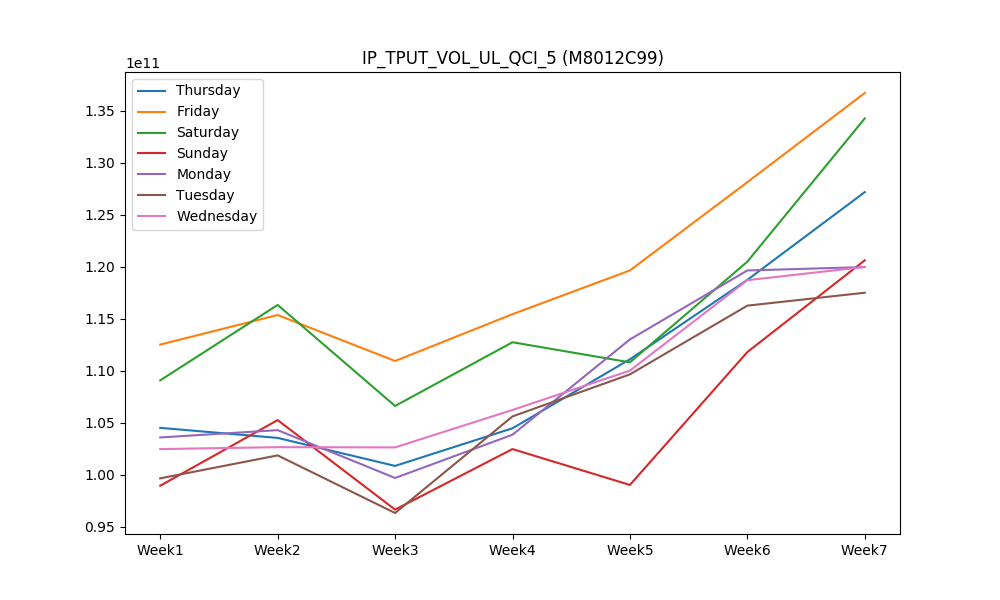 IP_TPUT_VOL_UL_QCI_5 (M8012C99)
1e11
Thursday
Friday
Saturday
Sunday
Monday
Tuesday
Wednesday
1.35
1.30
1.25
1.20
1.15
1.10
1.05
1.00
0.95
Week1 Week2 Week3 Week4 Week5 Week6 Week7